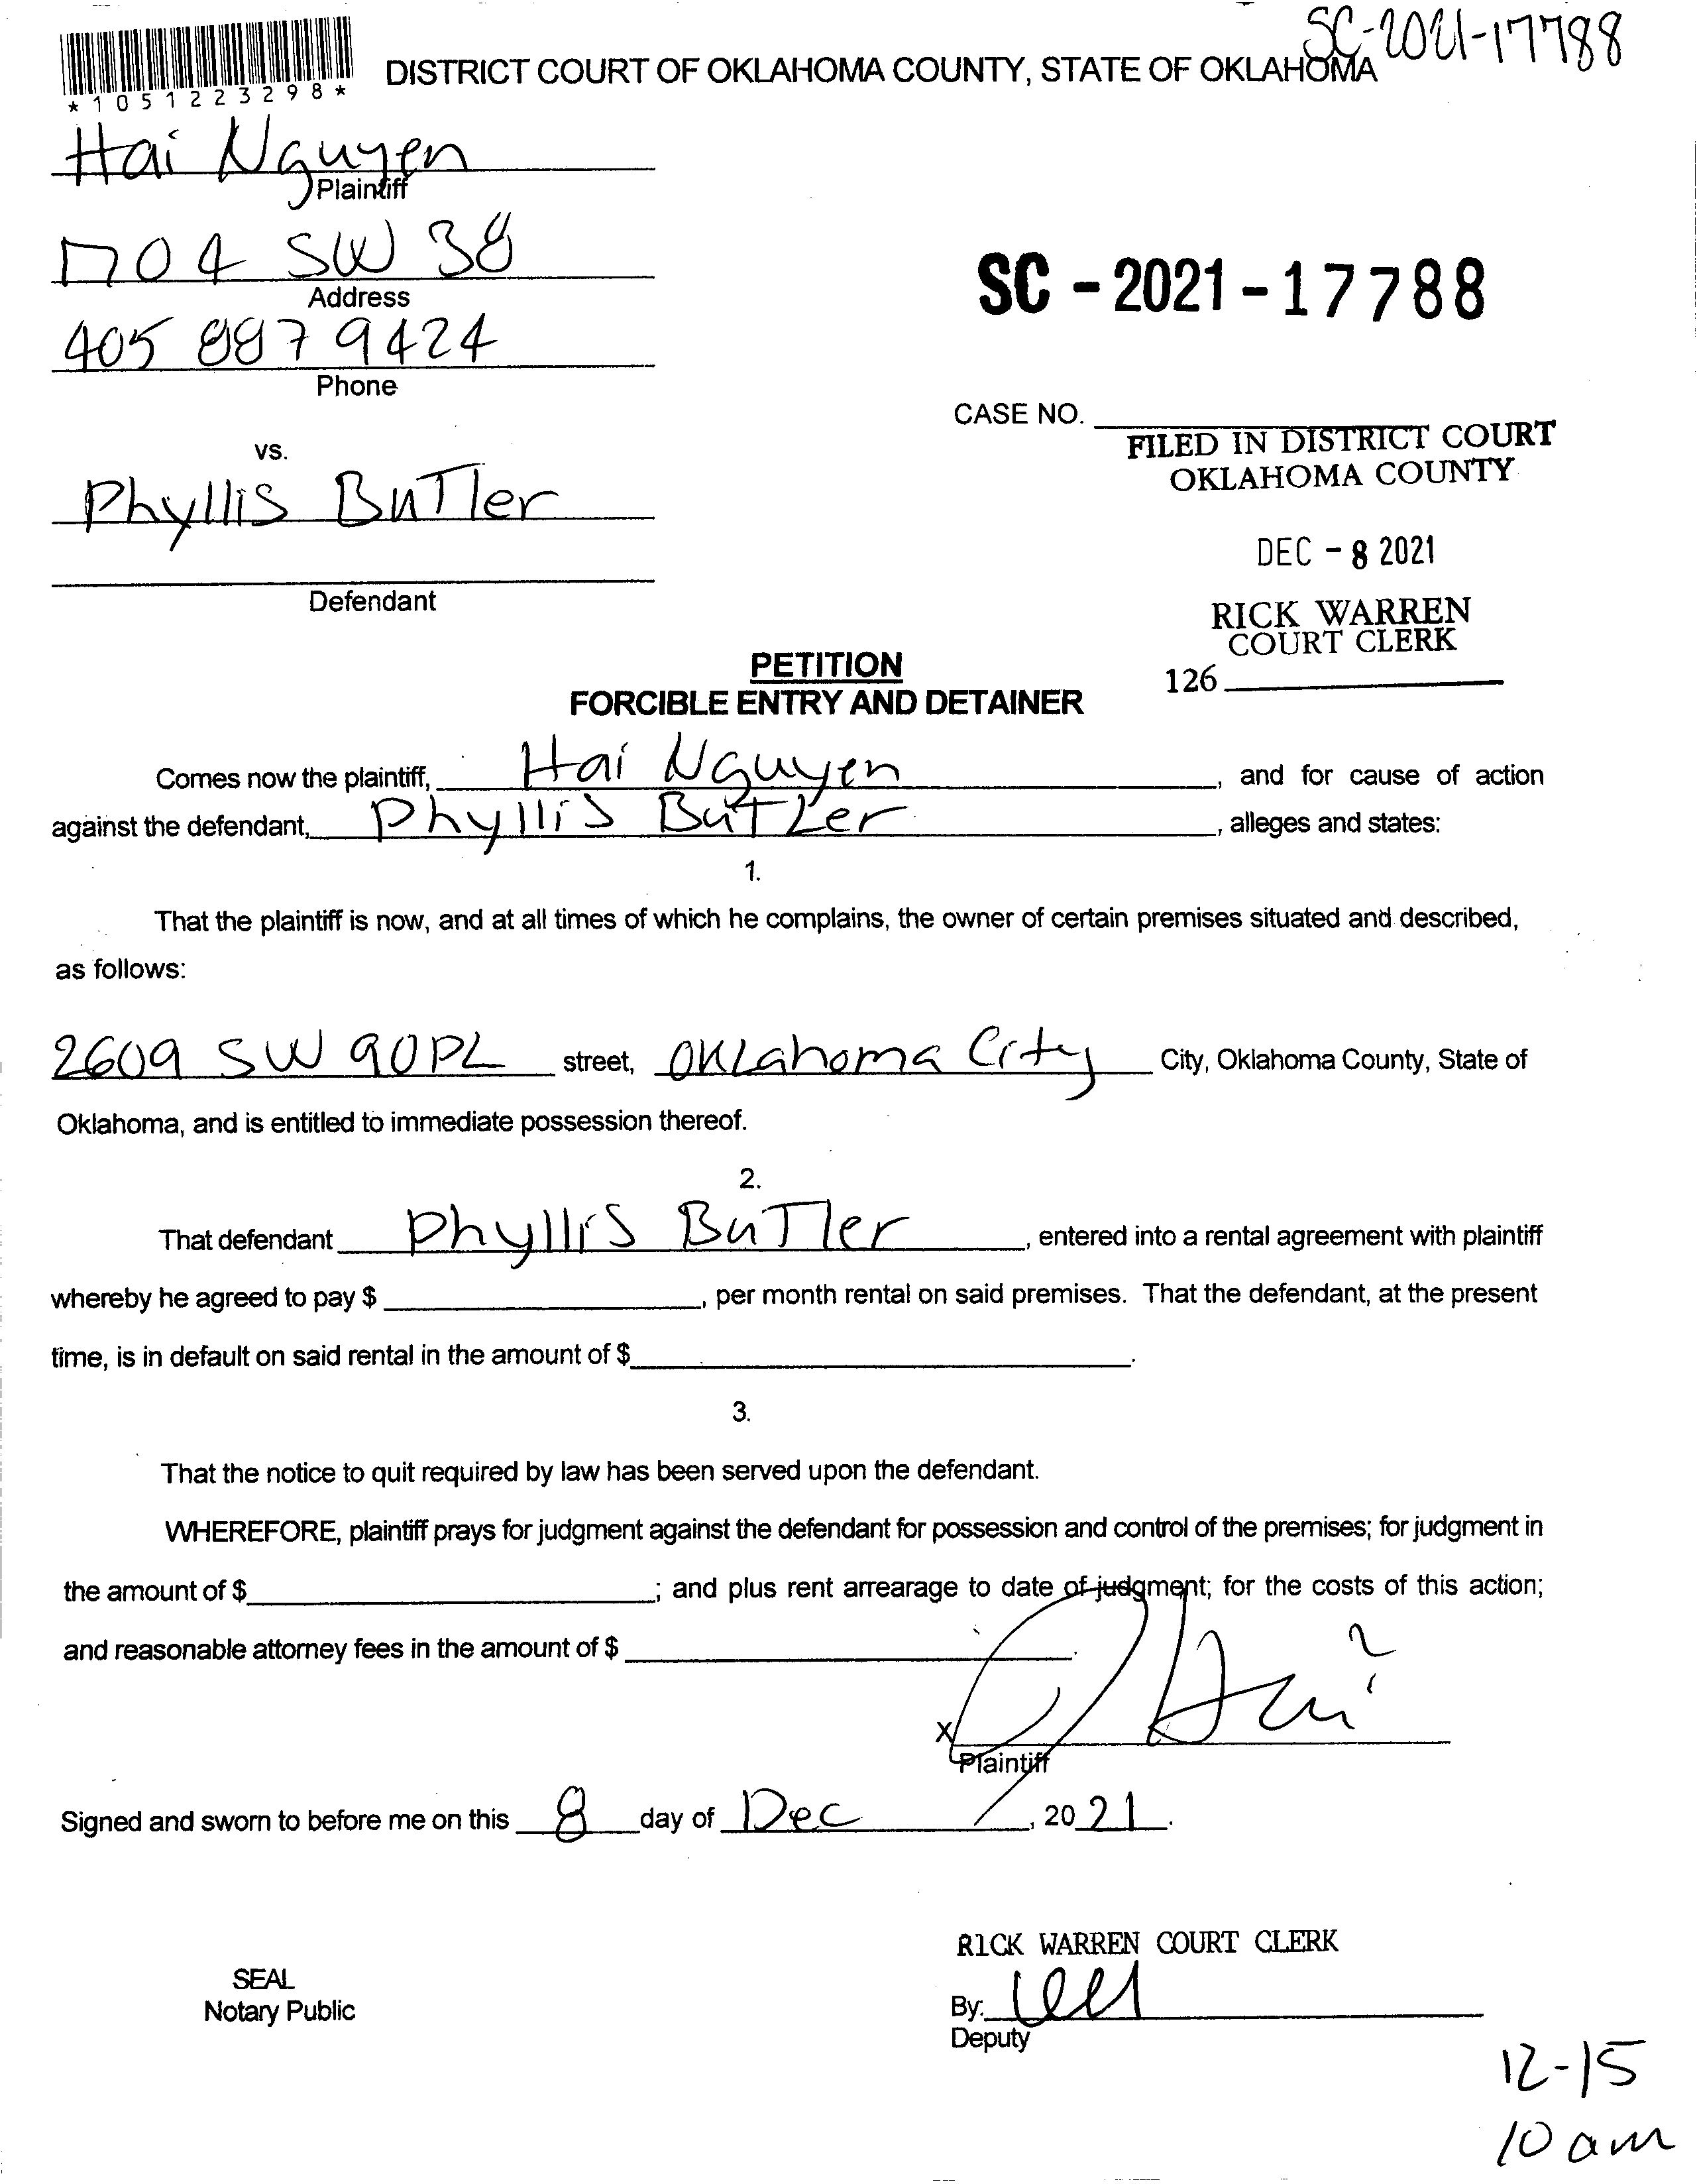 SC-2021-17788
*1051223298*
DISTRICT COURT OF OKLAHOMA COUNTY, STATE OF OKLAHOMA
Hai Nguyen
Plaintiff
1704 SW 38
Address
SC - 2021 - 17788
405 887 9424
Phone
CASE NO.
FILED IN DISTRICT COURT
OKLAHOMA COUNTY
vs.
Phyllis Butler
DEC - 8 2021
Defendant
RICK WARREN
COURT CLERK
126
PETITION
FORCIBLE ENTRY AND DETAINER
Comes now the plaintiff, Hai Nguyen, and for cause of action
against the defendant, Phyllis Butler, alleges and states:
1.
That the plaintiff is now, and at all times of which he complains, the owner of certain premises situated and described,
as follows:
2609 SW 90PL street, Oklahoma City City, Oklahoma County, State of
Oklahoma, and is entitled to immediate possession thereof.
2.
That defendant Phyllis Butler, entered into a rental agreement with plaintiff
whereby he agreed to pay $ , per month rental on said premises. That the defendant, at the present
time, is in default on said rental in the amount of $ .
3.
That the notice to quit required by law has been served upon the defendant.
WHEREFORE, plaintiff prays for judgment against the defendant for possession and control of the premises; for judgment in
the amount of $ ; and plus rent arrearage to date of judgment; for the costs of this action;
and reasonable attorney fees in the amount of $ .
X Hai
Plaintiff
Signed and sworn to before me on this 8 day of Dec, 2021.
RICK WARREN COURT CLERK
SEAL
Notary Public
By:
Deputy
12-15
10 am